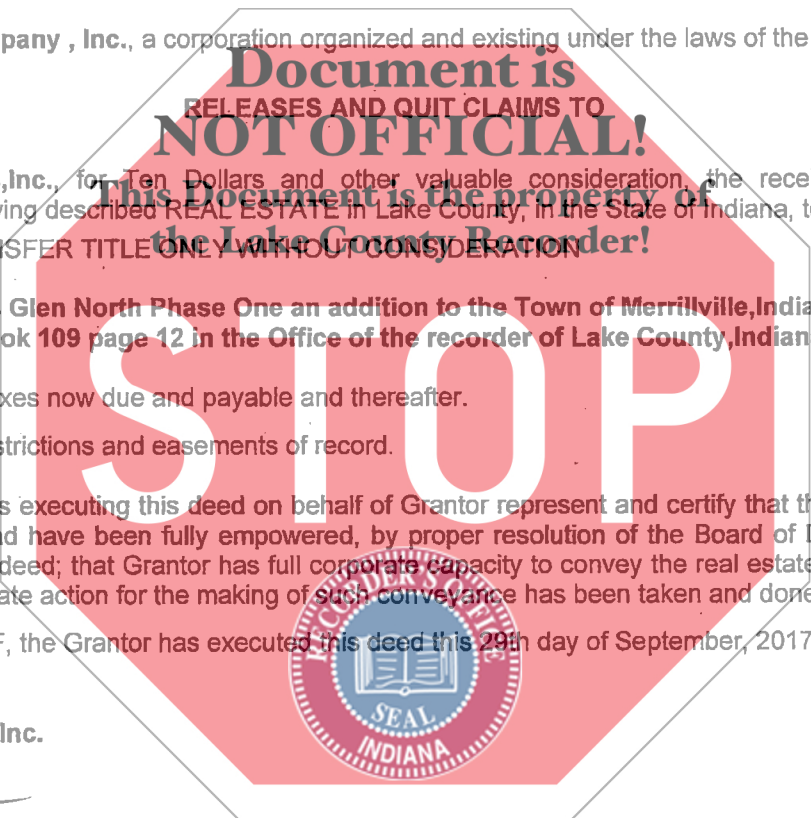 pany , Inc., a corporation organized and existing under the laws of the
Document is
RELEASES AND QUIT CLAIMS TO
NOT OFFICIAL!
,Inc., for Ten Dollars and other valuable consideration, the rece
This Document is the property of
ving described REAL ESTATE in Lake County, in the State of Indiana, t
the Lake County Recorder!
SFER TITLE ONLY WITHOUT CONSIDERATION
Glen North Phase One an addition to the Town of Merrillville,India
ok 109 page 12 in the Office of the recorder of Lake County,Indian
STOP
xes now due and payable and thereafter.
strictions and easements of record.
s executing this deed on behalf of Grantor represent and certify that th
nd have been fully empowered, by proper resolution of the Board of D
deed; that Grantor has full corporate capacity to convey the real estate
ate action for the making of such conveyance has been taken and done
F, the Grantor has executed this deed this 29th day of September, 2017
RECORDER'S OFFICE
SEAL
INDIANA
Inc.